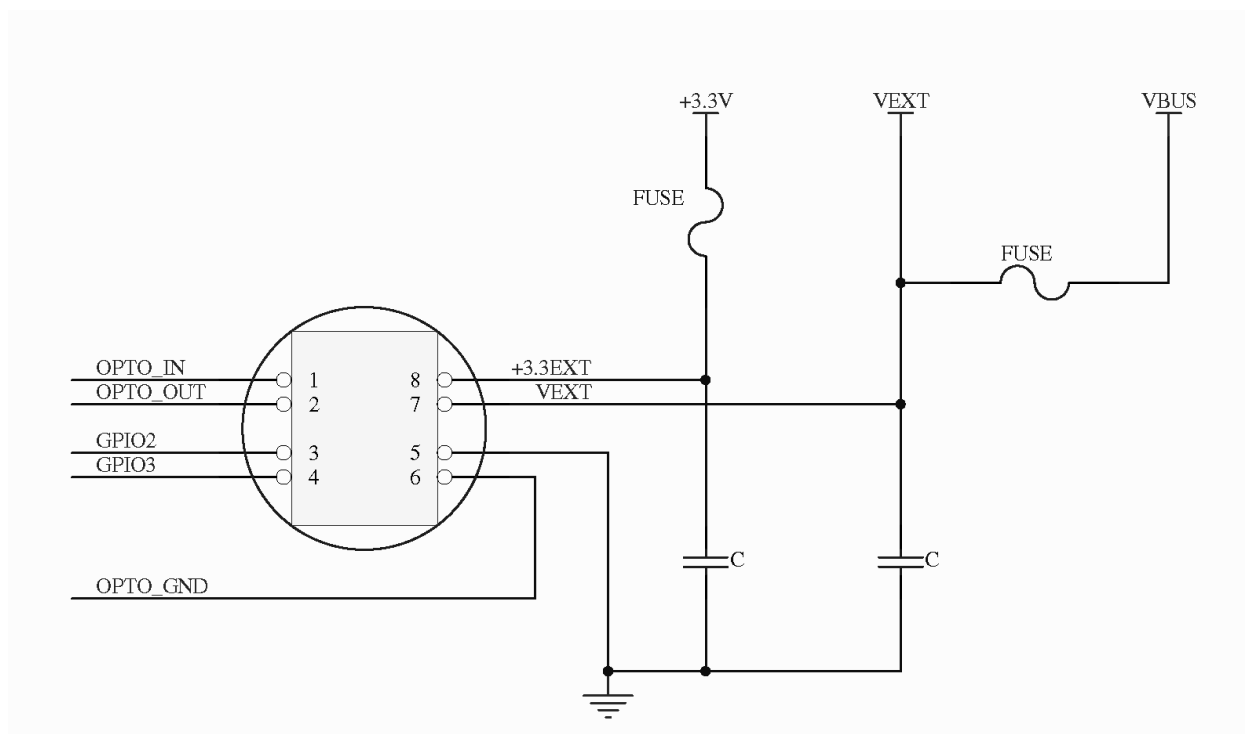 +3.3V VEXT VBUS
FUSE
FUSE
OPTO_IN 1 8 +3.3EXT
OPTO_OUT 2 7 VEXT
GPIO2 3 5
GPIO3 4 6
C C
OPTO_GND